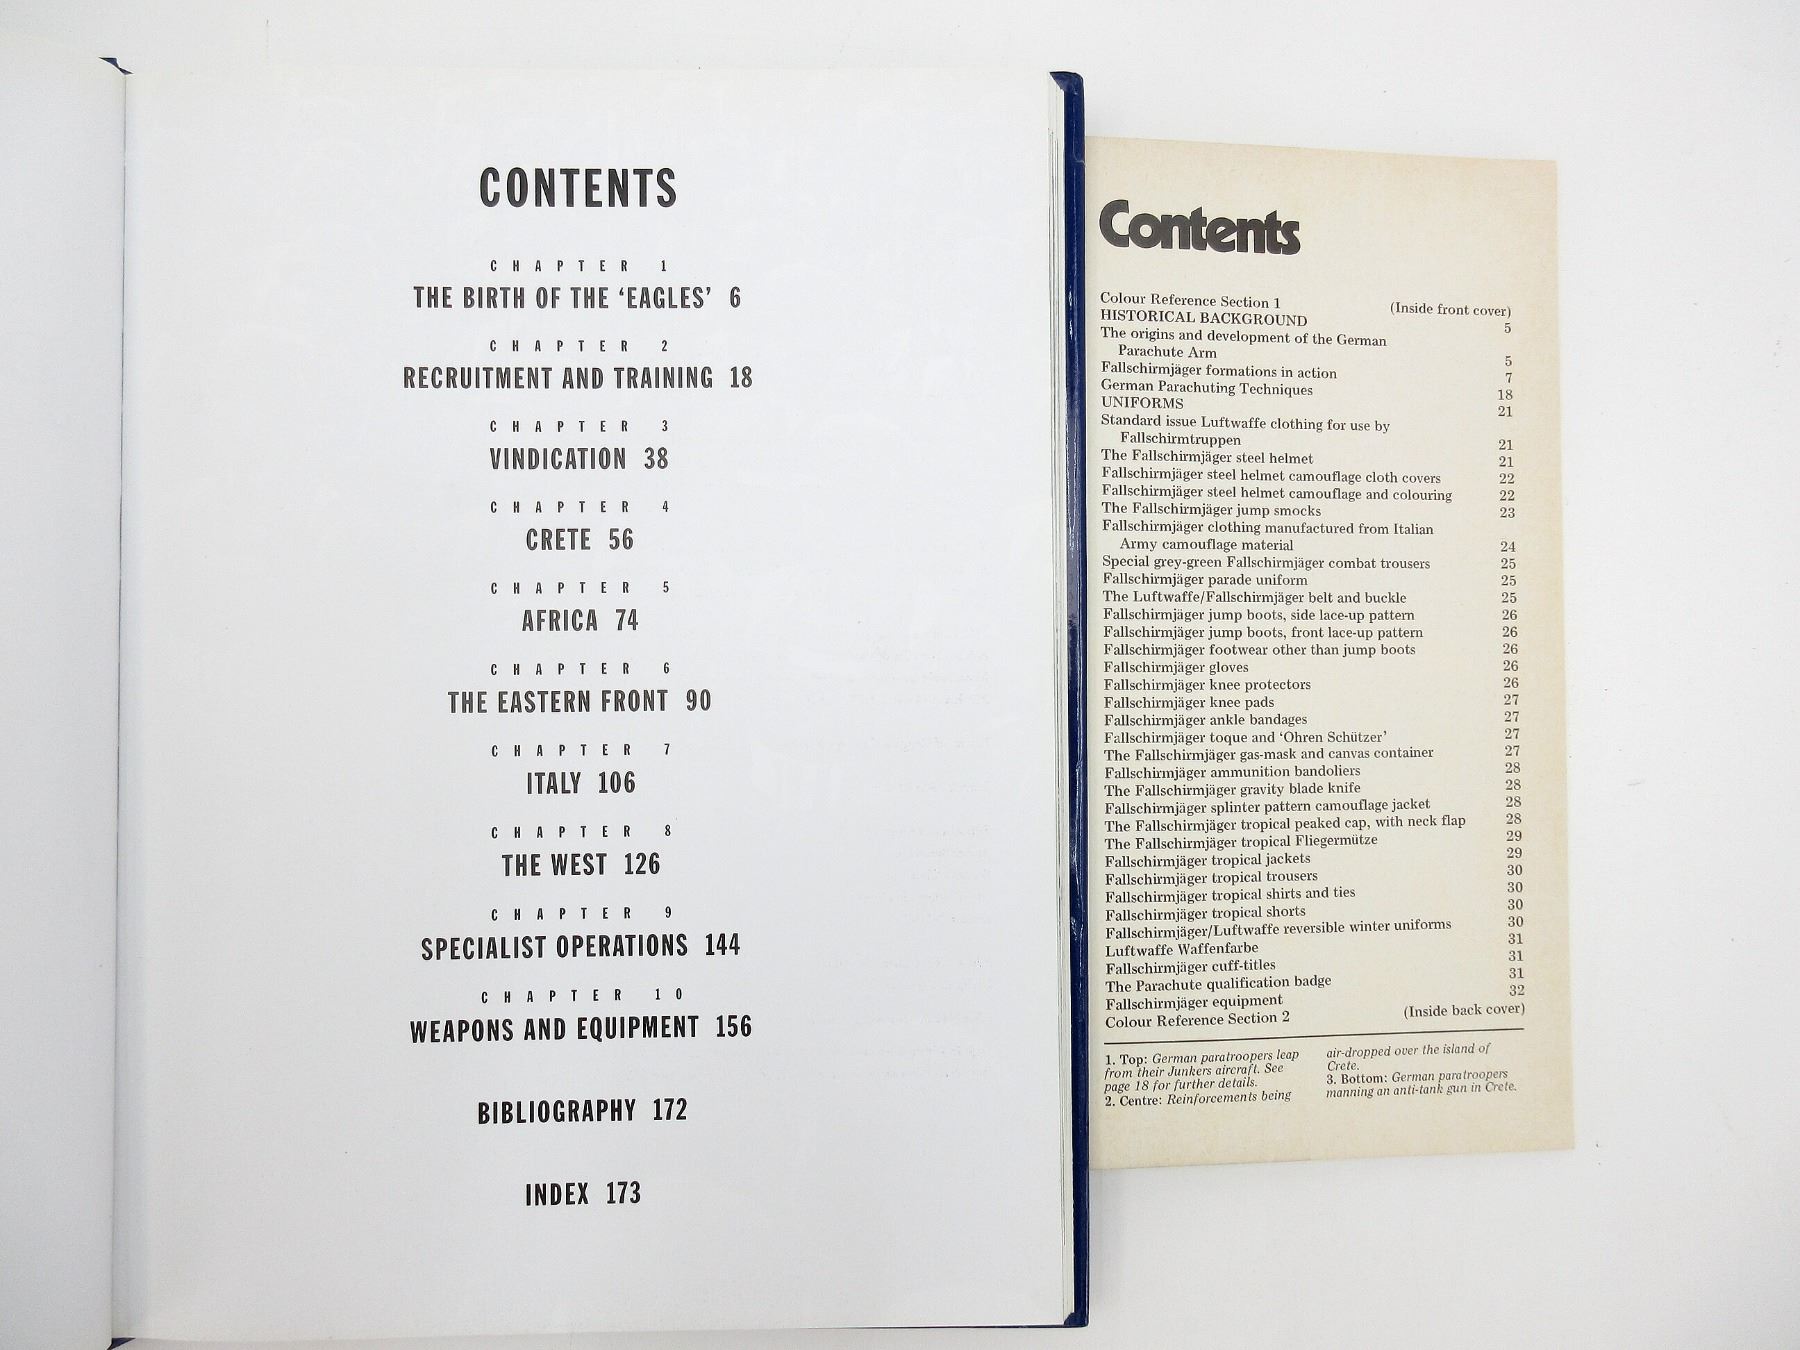 CONTENTS
CHAPTER 1
THE BIRTH OF THE ‘EAGLES’ 6
CHAPTER 2
RECRUITMENT AND TRAINING 18
CHAPTER 3
VINDICATION 38
CHAPTER 4
CRETE 56
CHAPTER 5
AFRICA 74
CHAPTER 6
THE EASTERN FRONT 90
CHAPTER 7
ITALY 106
CHAPTER 8
THE WEST 126
CHAPTER 9
SPECIALIST OPERATIONS 144
CHAPTER 10
WEAPONS AND EQUIPMENT 156
BIBLIOGRAPHY 172
INDEX 173
Contents
Colour Reference Section 1 (Inside front cover)
HISTORICAL BACKGROUND 5
The origins and development of the German
Parachute Arm 5
Fallschirmjäger formations in action 7
German Parachuting Techniques 18
UNIFORMS 21
Standard issue Luftwaffe clothing for use by
Fallschirmtruppen 21
The Fallschirmjäger steel helmet 21
Fallschirmjäger steel helmet camouflage cloth covers 22
Fallschirmjäger steel helmet camouflage and colouring 22
The Fallschirmjäger jump smocks 23
Fallschirmjäger clothing manufactured from Italian
Army camouflage material 24
Special grey-green Fallschirmjäger combat trousers 25
Fallschirmjäger parade uniform 25
The Luftwaffe/Fallschirmjäger belt and buckle 25
Fallschirmjäger jump boots, side lace-up pattern 26
Fallschirmjäger jump boots, front lace-up pattern 26
Fallschirmjäger footwear other than jump boots 26
Fallschirmjäger gloves 26
Fallschirmjäger knee protectors 26
Fallschirmjäger knee pads 27
Fallschirmjäger ankle bandages 27
Fallschirmjäger toque and ‘Ohren Schützer’ 27
The Fallschirmjäger gas-mask and canvas container 27
Fallschirmjäger ammunition bandoliers 28
The Fallschirmjäger gravity blade knife 28
Fallschirmjäger splinter pattern camouflage jacket 28
The Fallschirmjäger tropical peaked cap, with neck flap 28
The Fallschirmjäger tropical Fliegermütze 29
Fallschirmjäger tropical jackets 29
Fallschirmjäger tropical trousers 30
Fallschirmjäger tropical shirts and ties 30
Fallschirmjäger tropical shorts 30
Fallschirmjäger/Luftwaffe reversible winter uniforms 30
Luftwaffe Waffenfarbe 31
Fallschirmjäger cuff-titles 31
The Parachute qualification badge 31
Fallschirmjäger equipment 32
Colour Reference Section 2 (Inside back cover)
1. Top: German paratroopers leap
from their Junkers aircraft. See
page 18 for further details.
2. Centre: Reinforcements being
air-dropped over the island of
Crete.
3. Bottom: German paratroopers
manning an anti-tank gun in Crete.